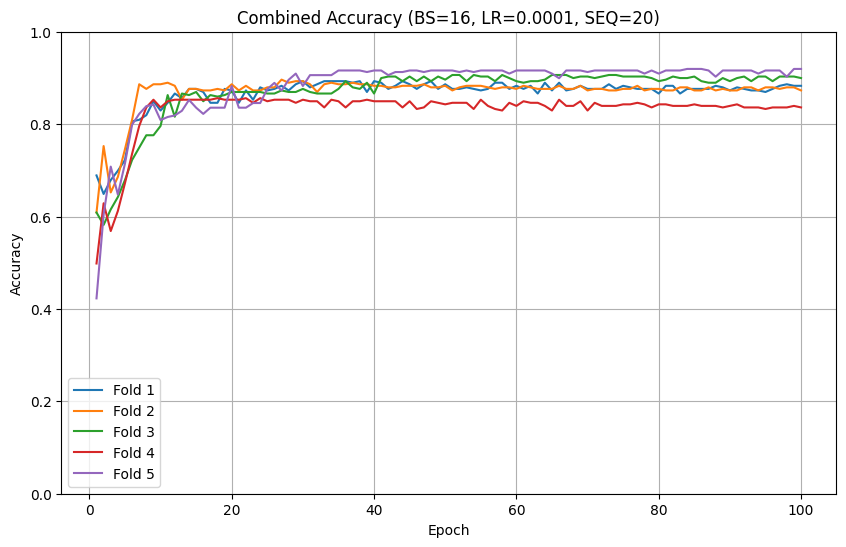 Combined Accuracy (BS=16, LR=0.0001, SEQ=20)
1.0
0.8
0.6
0.4
0.2
0.0
Accuracy
Fold 1
Fold 2
Fold 3
Fold 4
Fold 5
0 20 40 60 80 100
Epoch